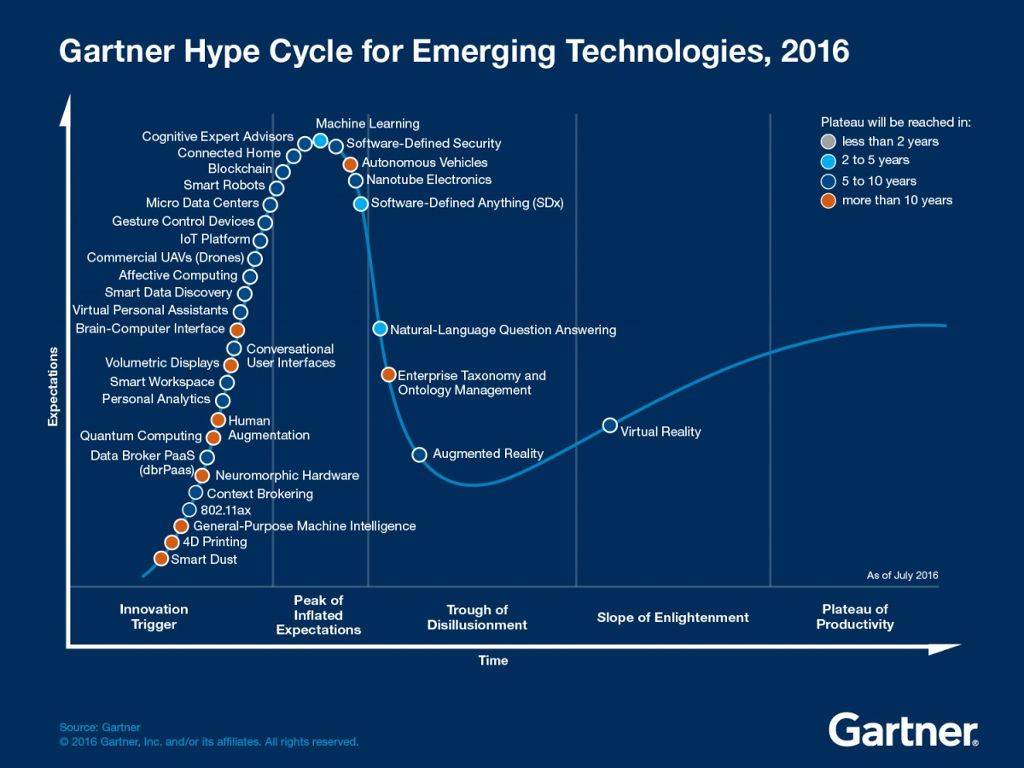 Gartner Hype Cycle for Emerging Technologies, 2016
Expectations
Machine Learning
Cognitive Expert Advisors
Software-Defined Security
Connected Home
Autonomous Vehicles
Blockchain
Nanotube Electronics
Smart Robots
Micro Data Centers
Software-Defined Anything (SDx)
Gesture Control Devices
IoT Platform
Commercial UAVs (Drones)
Affective Computing
Smart Data Discovery
Virtual Personal Assistants
Brain-Computer Interface
Natural-Language Question Answering
Conversational
User Interfaces
Volumetric Displays
Smart Workspace
Enterprise Taxonomy and
Ontology Management
Personal Analytics
Human
Augmentation
Quantum Computing
Virtual Reality
Data Broker PaaS
(dbrPaas)
Augmented Reality
Neuromorphic Hardware
Context Brokering
802.11ax
General-Purpose Machine Intelligence
4D Printing
Smart Dust
Plateau will be reached in:
less than 2 years
2 to 5 years
5 to 10 years
more than 10 years
As of July 2016
Innovation
Trigger
Peak of
Inflated
Expectations
Trough of
Disillusionment
Slope of Enlightenment
Plateau of
Productivity
Time
Source: Gartner
© 2016 Gartner, Inc. and/or its affiliates. All rights reserved.
Gartner®